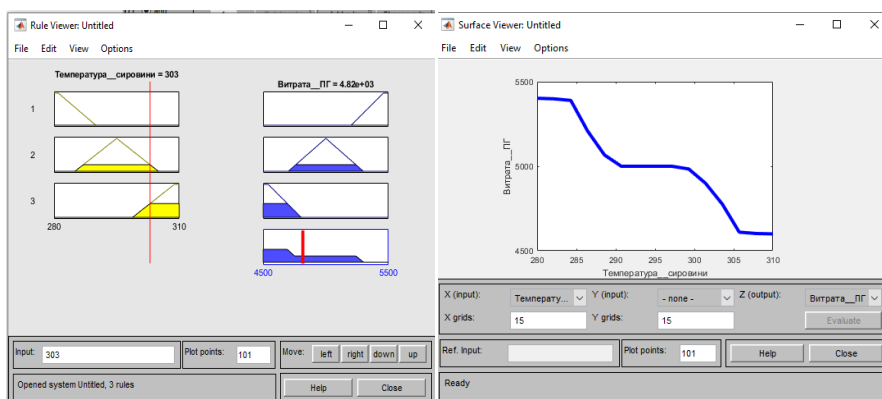 Rule Viewer: Untitled
File Edit View Options
Температура__сировини = 303
Витрата__ПГ = 4.82e+03
1
2
3
280 310
4500 5500
Input: 303
Plot points: 101
Move: left right down up
Opened system Untitled, 3 rules
Help Close
Surface Viewer: Untitled
File Edit View Options
5500
5000
4500
Витрата__ПГ
280 285 290 295 300 305 310
Температура__сировини
X (input): Температу... Y (input): - none - Z (output): Витрата__ПГ
X grids: 15 Y grids: 15 Evaluate
Ref. Input: Plot points: 101 Help Close
Ready